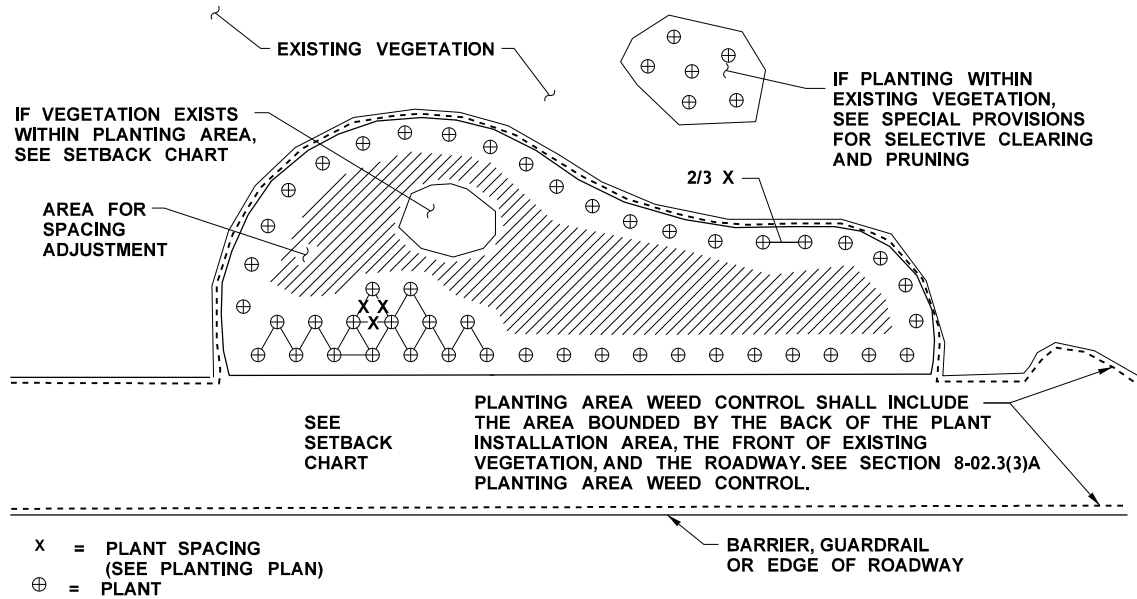 EXISTING VEGETATION
IF VEGETATION EXISTS
WITHIN PLANTING AREA,
SEE SETBACK CHART
IF PLANTING WITHIN
EXISTING VEGETATION,
SEE SPECIAL PROVISIONS
FOR SELECTIVE CLEARING
AND PRUNING
2/3 X
AREA FOR
SPACING
ADJUSTMENT
X X
X
SEE
SETBACK
CHART
PLANTING AREA WEED CONTROL SHALL INCLUDE
THE AREA BOUNDED BY THE BACK OF THE PLANT
INSTALLATION AREA, THE FRONT OF EXISTING
VEGETATION, AND THE ROADWAY. SEE SECTION 8-02.3(3)A
PLANTING AREA WEED CONTROL.
BARRIER, GUARDRAIL
OR EDGE OF ROADWAY
X = PLANT SPACING
(SEE PLANTING PLAN)
⊕ = PLANT